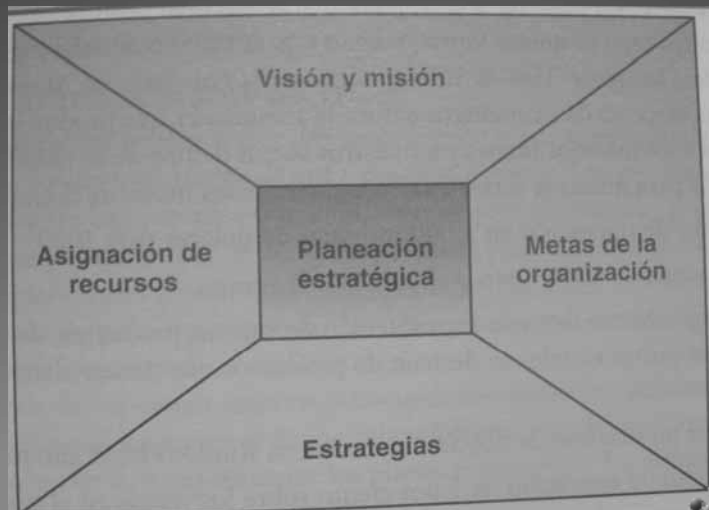 Visión y misión
Asignación de
recursos
Planeación
estratégica
Metas de la
organización
Estrategias